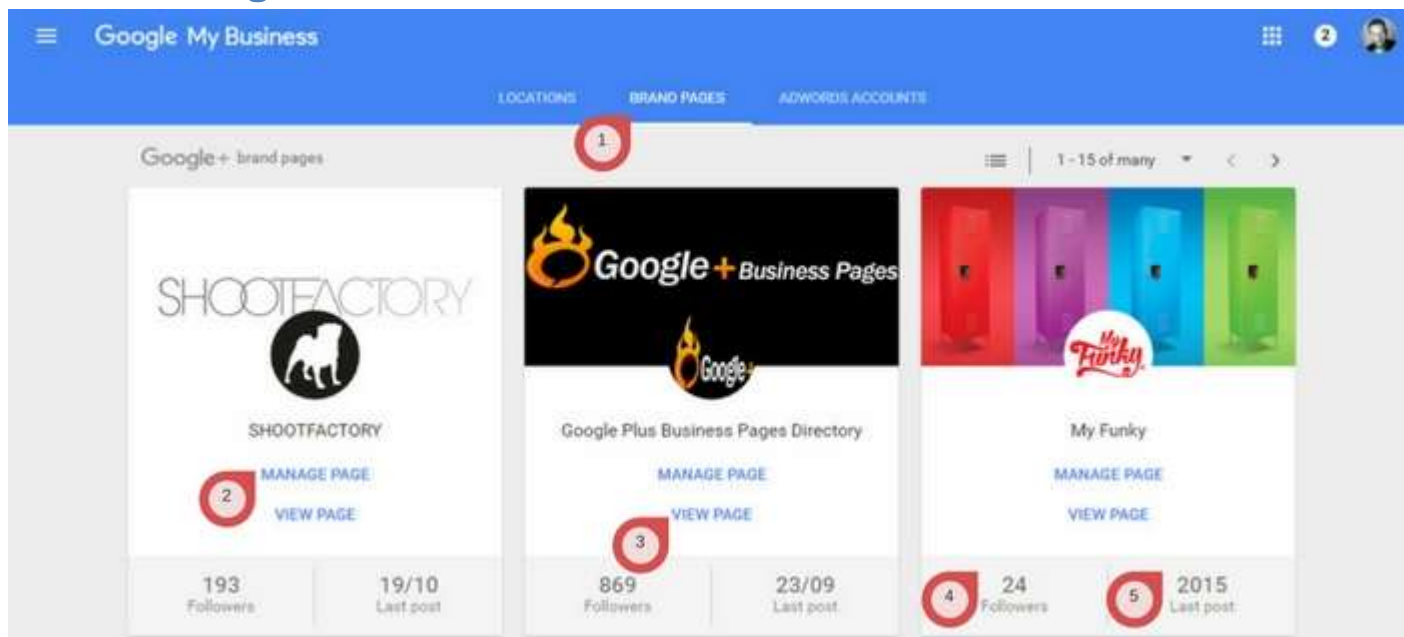 Google My Business
2
LOCATIONS BRAND PAGES ADWORDS ACCOUNTS
1
Google+ brand pages
1 - 15 of many
SHOOTFACTORY
Google + Business Pages
Google+
My Funky
SHOOTFACTORY
Google Plus Business Pages Directory
My Funky
MANAGE PAGE
MANAGE PAGE
MANAGE PAGE
2
VIEW PAGE
VIEW PAGE
VIEW PAGE
3
193 19/10
Followers Last post
869 23/09
Followers Last post
4
24 2015
5
Followers Last post